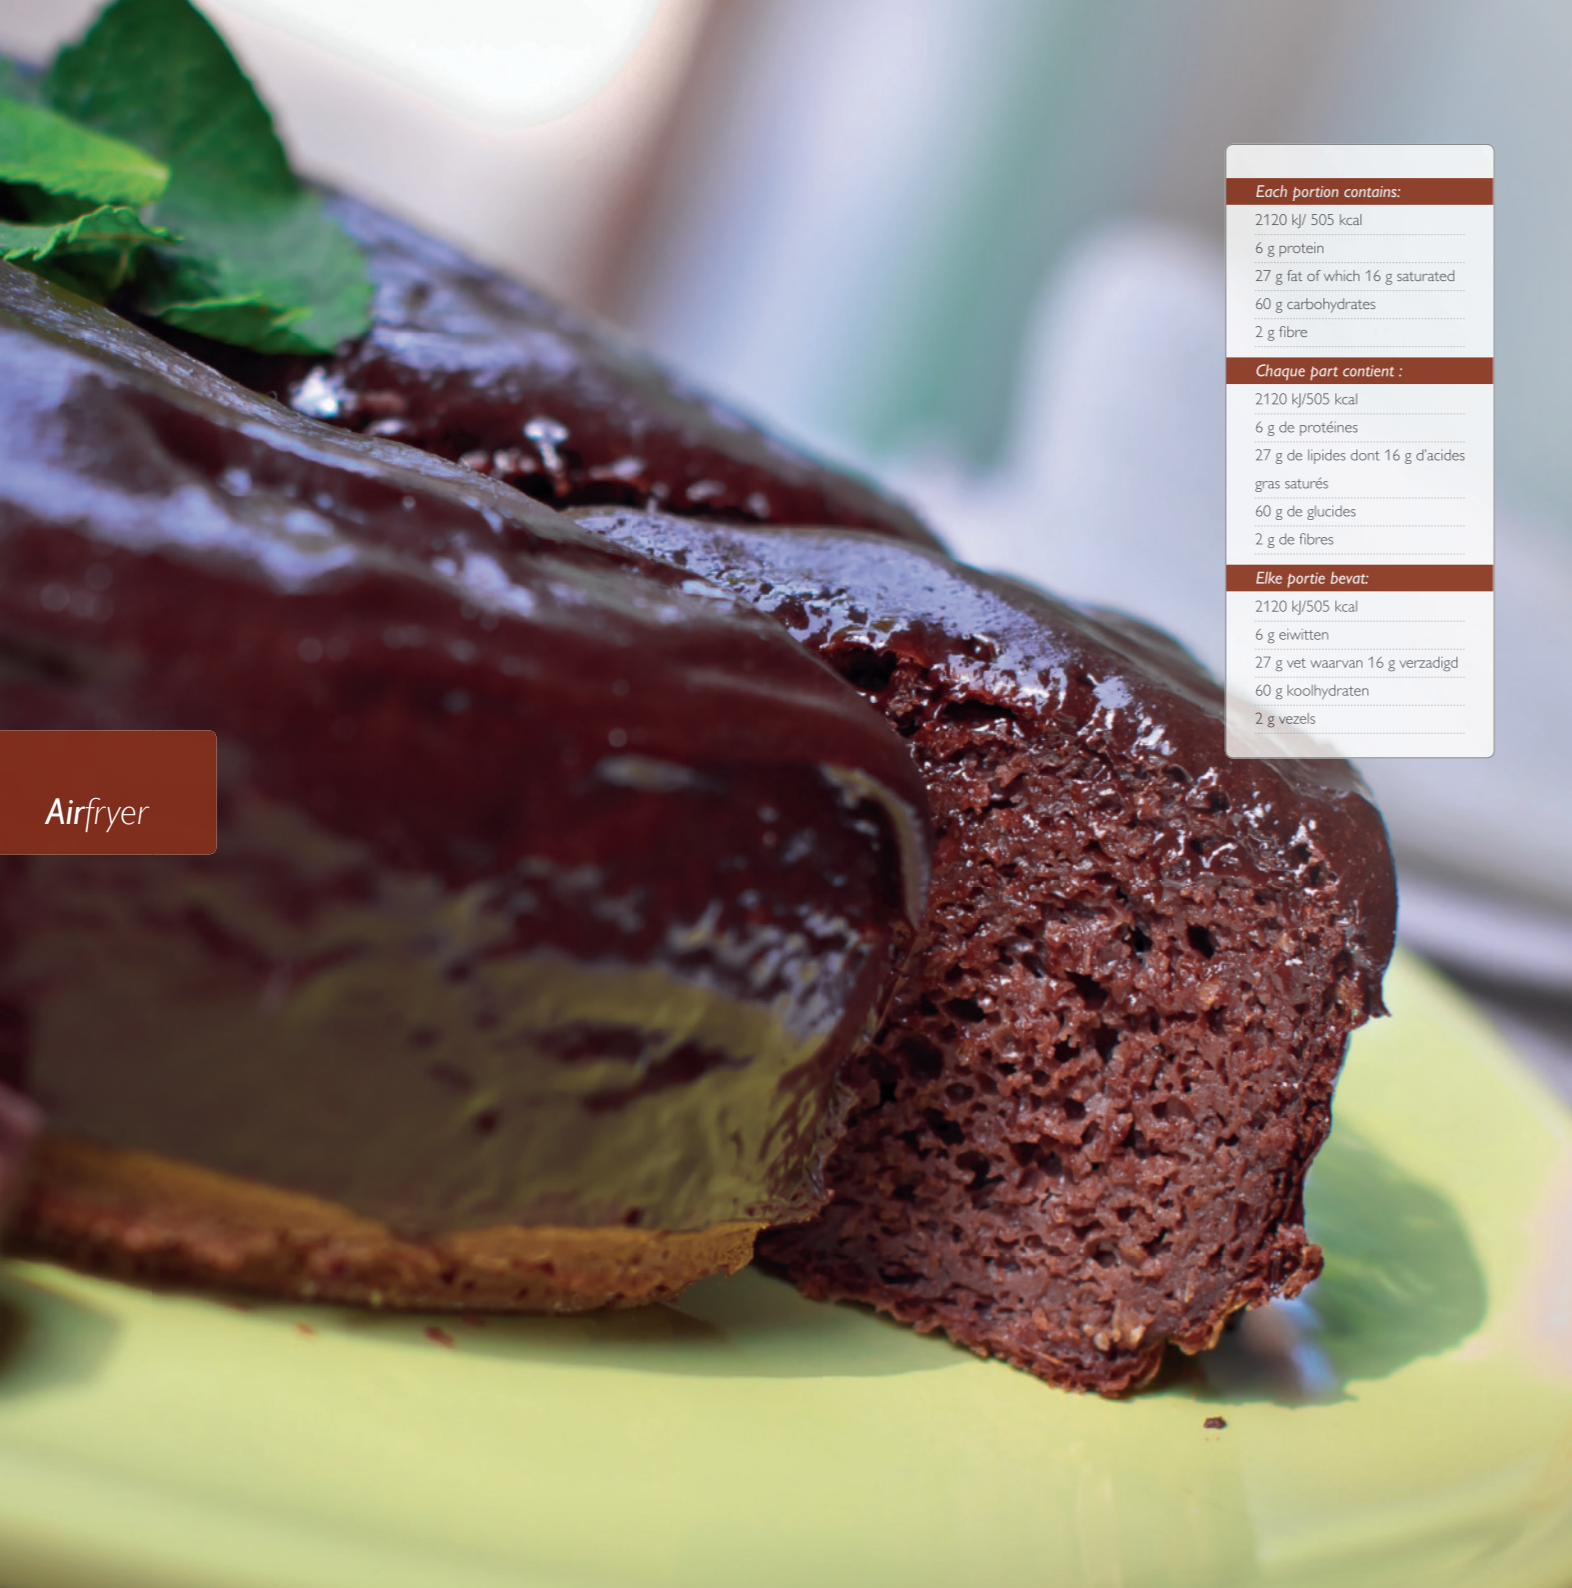 Each portion contains:
2120 kJ/ 505 kcal
6 g protein
27 g fat of which 16 g saturated
60 g carbohydrates
2 g fibre
Chaque part contient :
2120 kJ/505 kcal
6 g de protéines
27 g de lipides dont 16 g d'acides
gras saturés
60 g de glucides
2 g de fibres
Elke portie bevat:
2120 kJ/505 kcal
6 g eiwitten
27 g vet waarvan 16 g verzadigd
60 g koolhydraten
2 g vezels
Airfryer